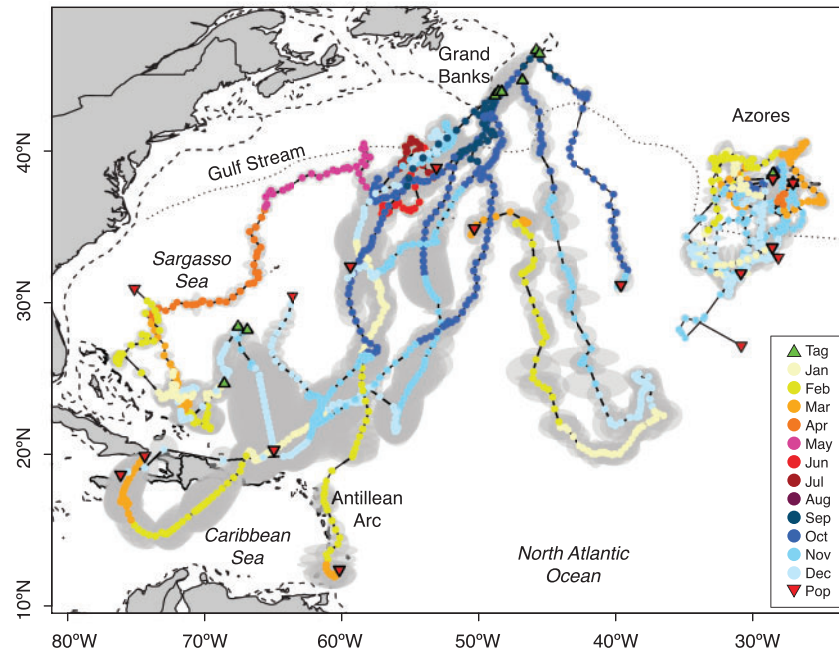 Grand
Banks
Azores
40°N
Gulf Stream
Sargasso
Sea
30°N
Tag
Jan
Feb
Mar
Apr
May
Jun
Jul
Aug
Sep
Oct
Nov
Dec
Pop
20°N
Antillean
Arc
Caribbean
Sea
North Atlantic
Ocean
10°N
80°W 70°W 60°W 50°W 40°W 30°W